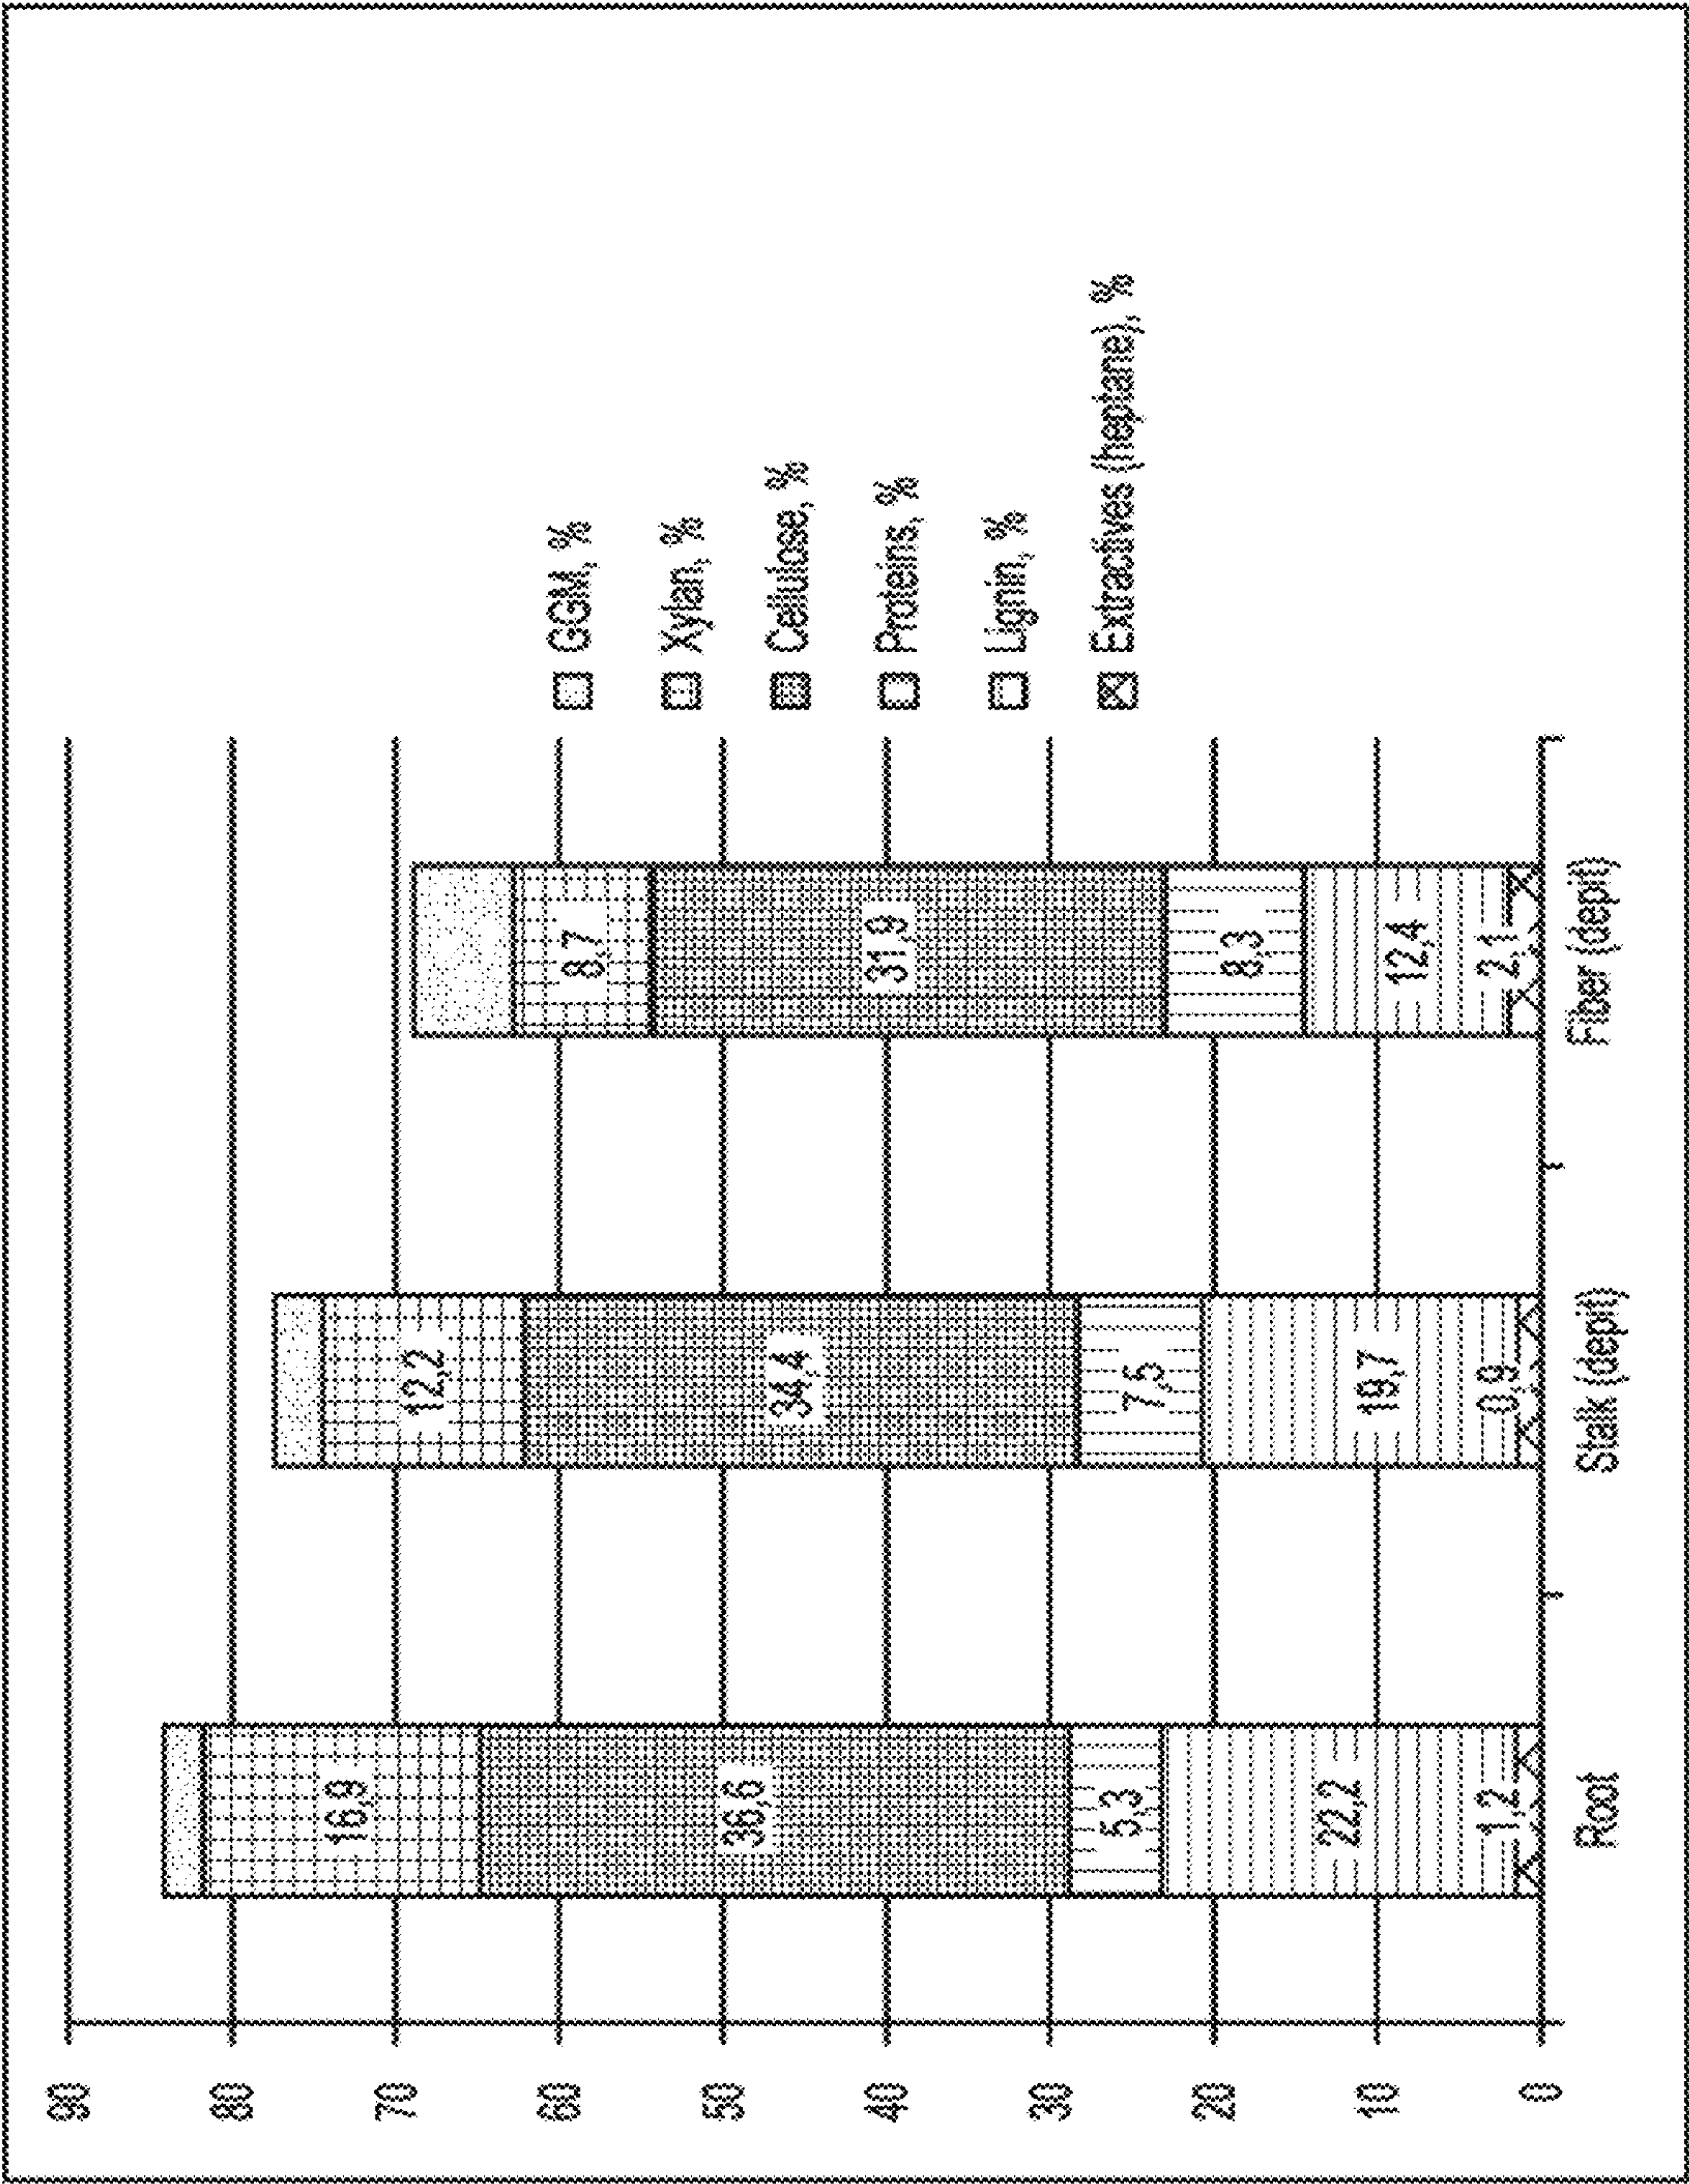 90
80
70
60
50
40
30
20
10
0
16,9
36,6
5,3
22,2
1,2
Root
12,2
34,4
7,5
19,7
0,9
Stalk (depit)
8,7
31,9
8,3
12,4
2,1
Fiber (depit)
GGM, %
Xylan, %
Cellulose, %
Proteins, %
Lignin, %
Extractives (heptane), %